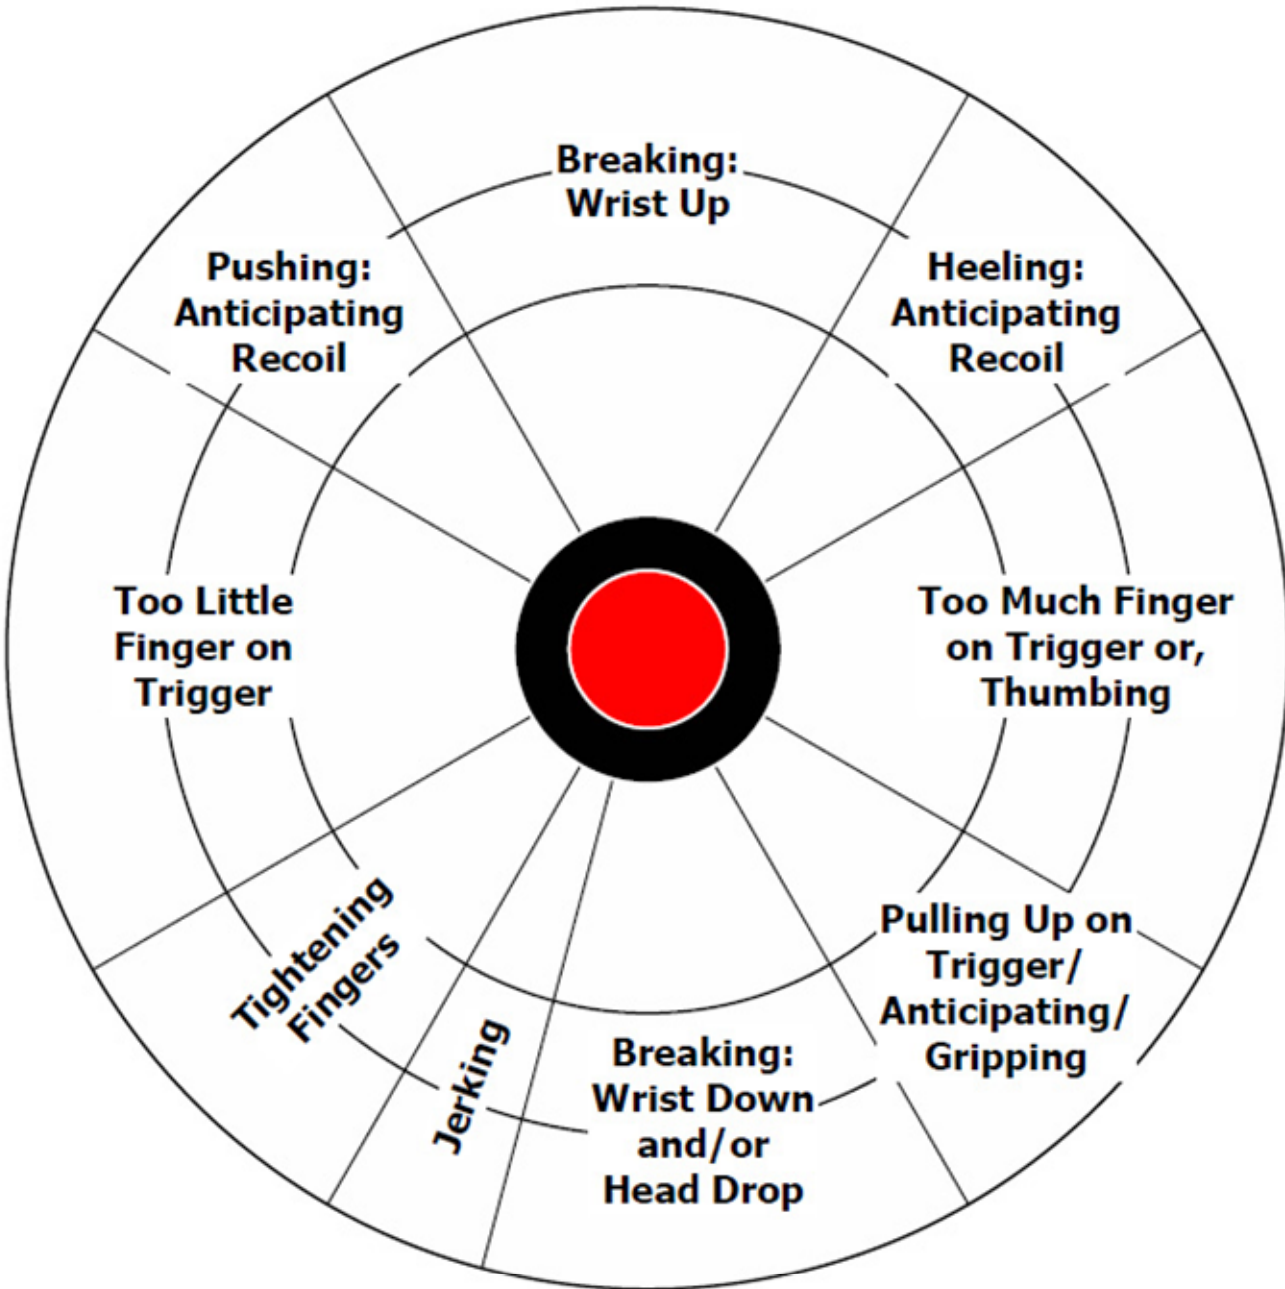 Breaking:
Wrist Up
Pushing:
Anticipating
Recoil
Heeling:
Anticipating
Recoil
Too Little
Finger on
Trigger
Too Much Finger
on Trigger or,
Thumbing
Tightening
Fingers
Jerking
Breaking:
Wrist Down
and/or
Head Drop
Pulling Up on
Trigger/
Anticipating/
Gripping